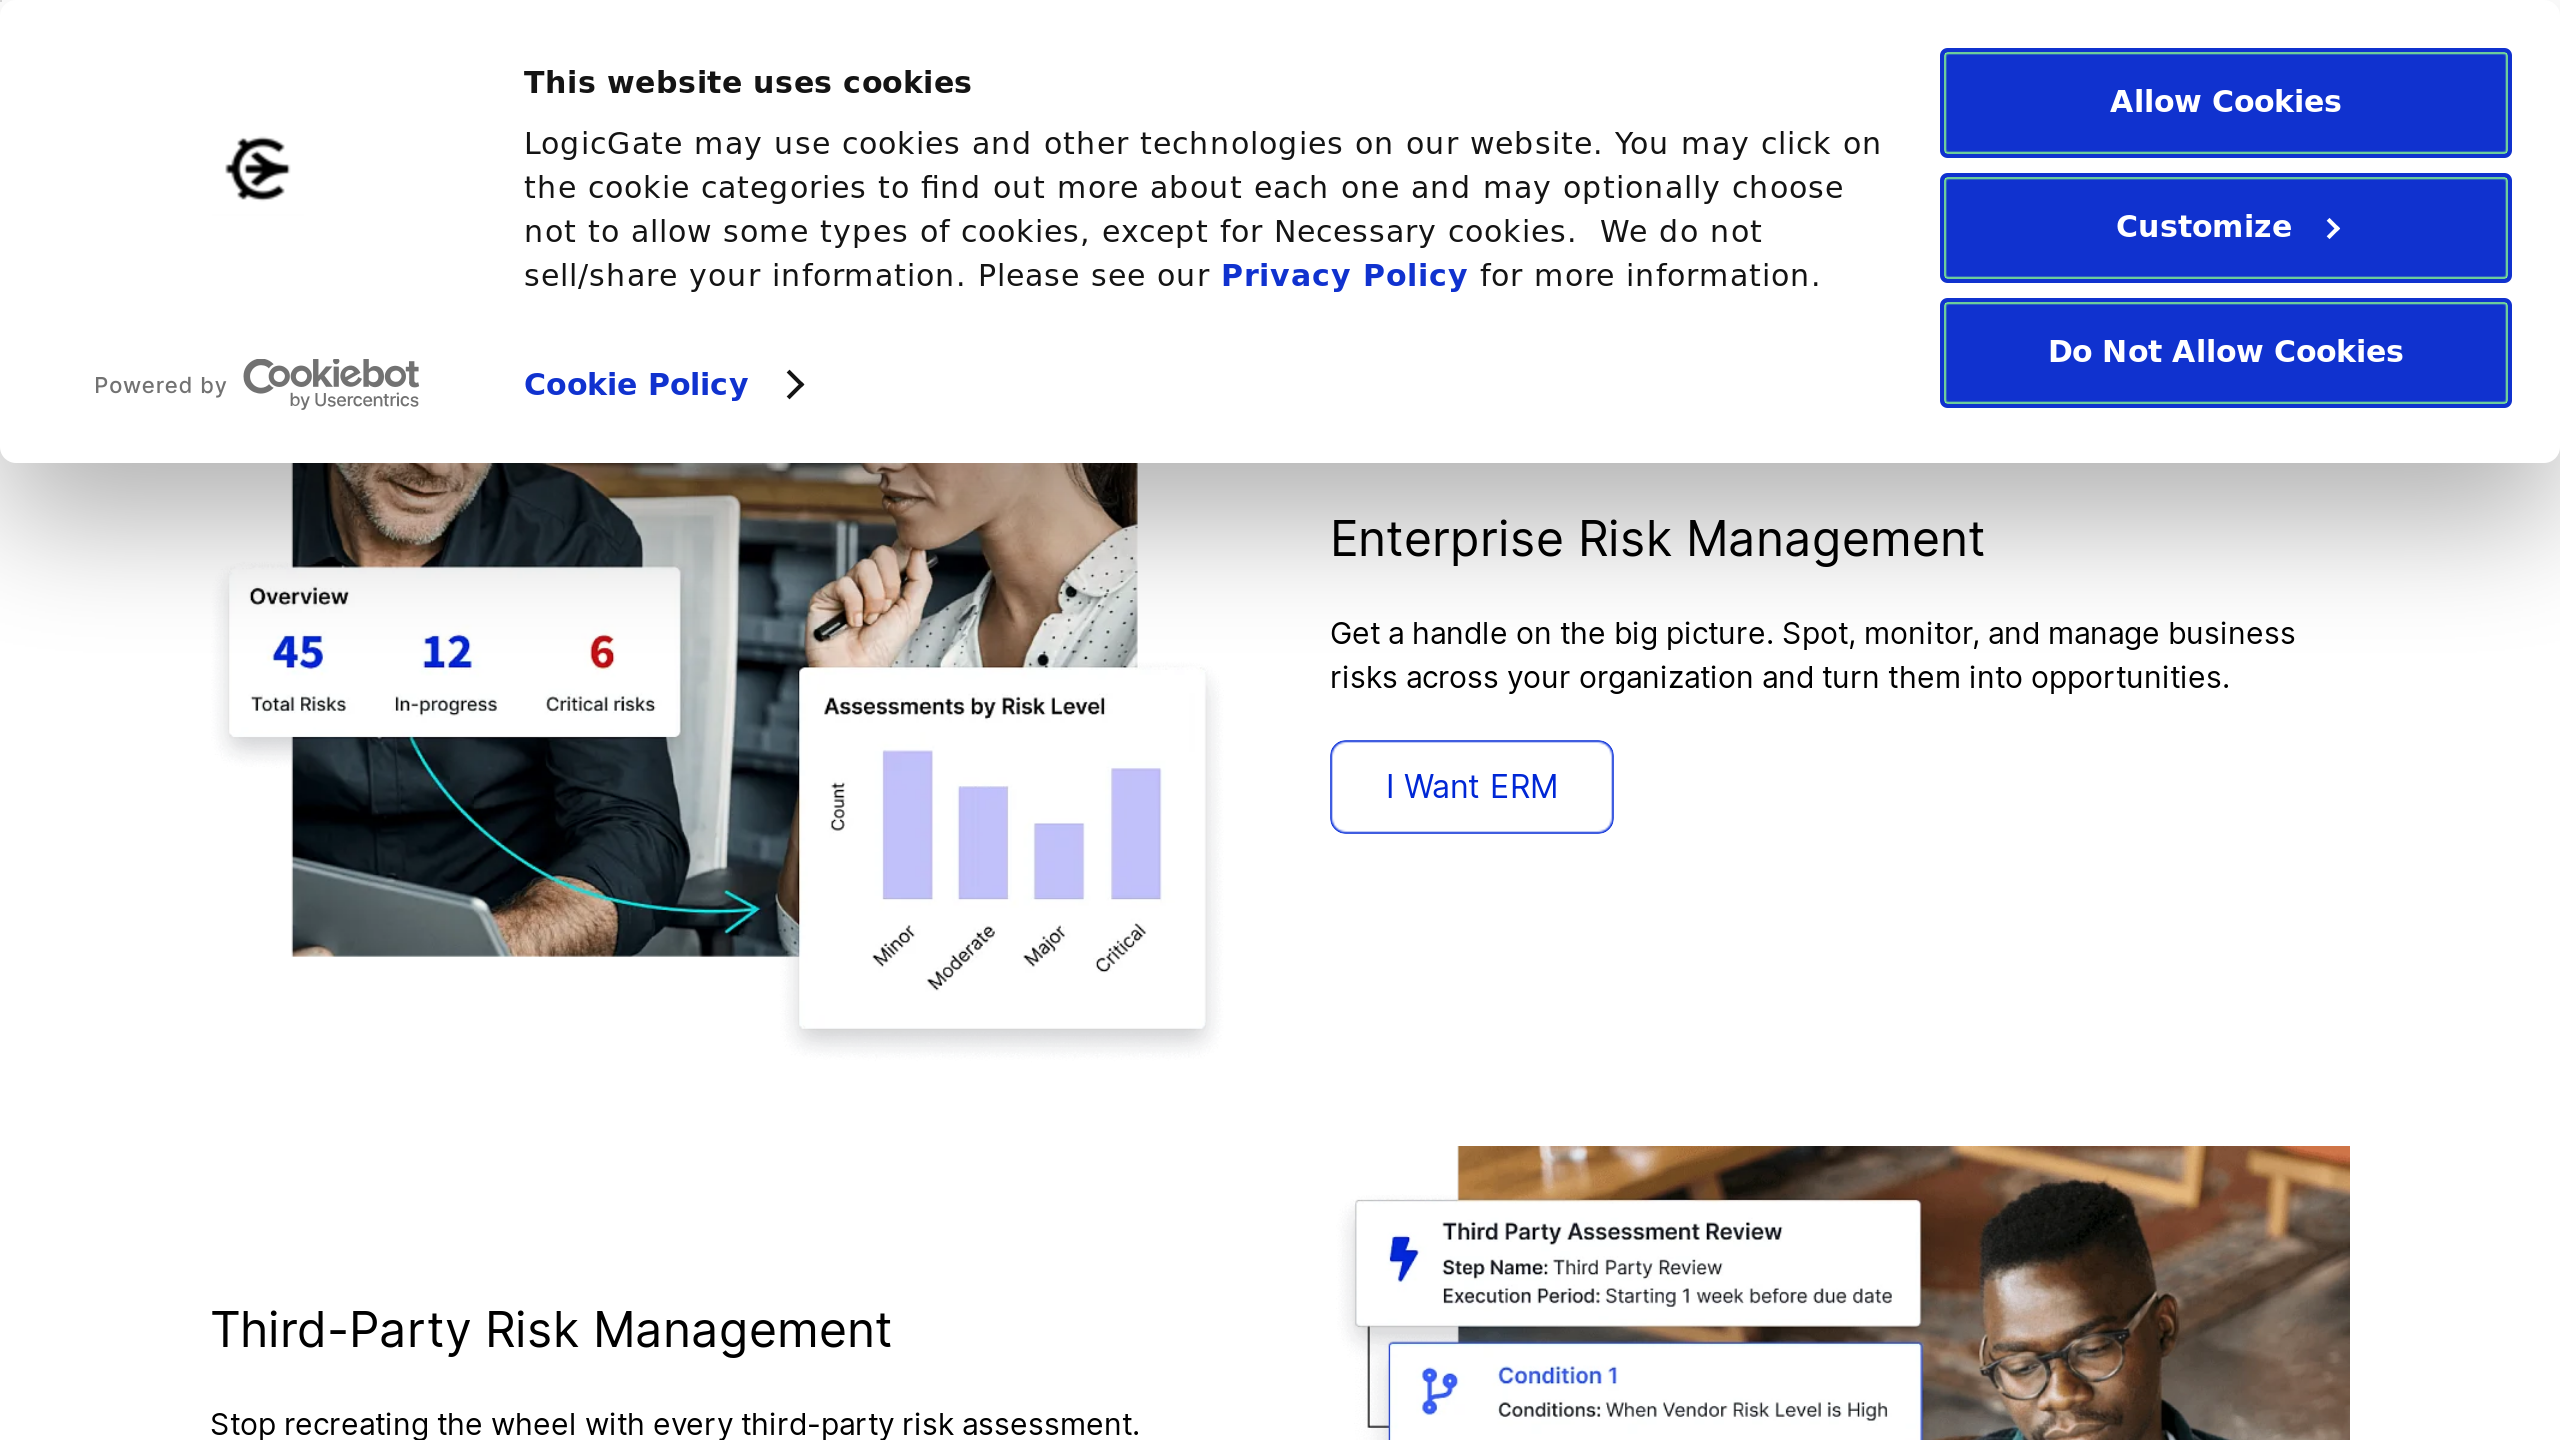 This website uses cookies
LogicGate may use cookies and other technologies on our website. You may click on
the cookie categories to find out more about each one and may optionally choose
not to allow some types of cookies, except for Necessary cookies.  We do not
sell/share your information. Please see our Privacy Policy for more information.
Powered by Cookiebot
by Usercentrics
Cookie Policy
Allow Cookies
Customize
Do Not Allow Cookies
Overview
45 12 6
Total Risks In-progress Critical risks
Assessments by Risk Level
Count
Minor
Moderate
Major
Critical
Enterprise Risk Management
Get a handle on the big picture. Spot, monitor, and manage business
risks across your organization and turn them into opportunities.
I Want ERM
Third-Party Risk Management
Stop recreating the wheel with every third-party risk assessment.
Third Party Assessment Review
Step Name: Third Party Review
Execution Period: Starting 1 week before due date
Condition 1
Conditions: When Vendor Risk Level is High